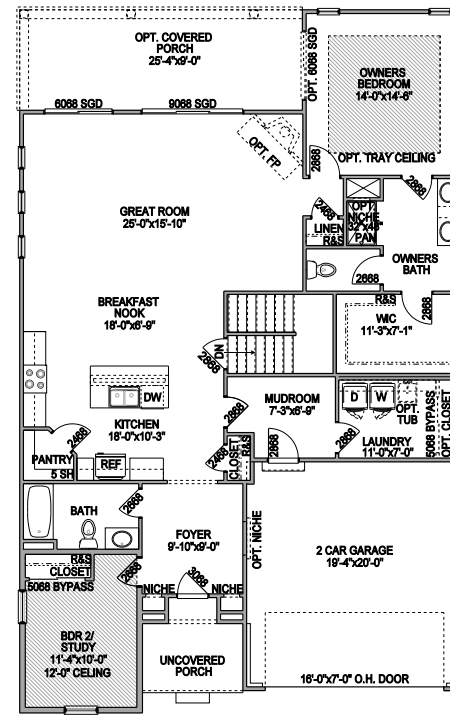 OPT. COVERED
PORCH
25'-4"x9'-0"
OPT. 6068 SGD
OWNERS
BEDROOM
14'-0"x14'-6"
6068 SGD
9068 SGD
OPT. FP
2868
OPT. TRAY CEILING
2868
GREAT ROOM
25'-0"x15'-10"
2468
LINEN
R&S
OPT.
NICHE
32"x48"
PAN
OWNERS
BATH
2668
BREAKFAST
NOOK
18'-0"x6'-9"
R&S
2868
WIC
11'-3"x7'-1"
DN
2668
DW
MUDROOM
7'-3"x6'-9"
D
W
OPT.
TUB
5068 BYPASS
OPT. CLOSET
KITCHEN
18'-0"x10'-3"
2868
2868
2868
LAUNDRY
11'-0"x7'-0"
2468
PANTRY
5 SH
REF
2468
CLOSET
R&S
BATH
2668
FOYER
9'-10"x9'-0"
OPT. NICHE
2 CAR GARAGE
19'-4"x20'-0"
R&S
CLOSET
5068 BYPASS
2868
NICHE
3068
NICHE
BDR 2/
STUDY
11'-4"x10'-0"
12'-0" CELING
UNCOVERED
PORCH
16'-0"x7'-0" O.H. DOOR